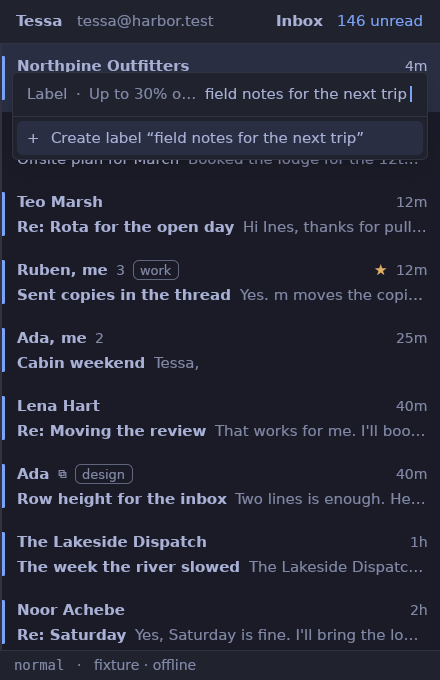 Tessa tessa@harbor.test Inbox 146 unread
Northpine Outfitters 4m
Label · Up to 30% o… field notes for the next trip
+ Create label “field notes for the next trip”
Offsite plan for March Booked the lodge for the 12t…
Teo Marsh 12m
Re: Rota for the open day Hi Ines, thanks for pull…
Ruben, me 3 work ★ 12m
Sent copies in the thread Yes. m moves the copi…
Ada, me 2 25m
Cabin weekend Tessa,
Lena Hart 40m
Re: Moving the review That works for me. I'll boo…
Ada design 40m
Row height for the inbox Two lines is enough. He…
The Lakeside Dispatch 1h
The week the river slowed The Lakeside Dispatc…
Noor Achebe 2h
Re: Saturday Yes, Saturday is fine. I'll bring the lo…
normal · fixture · offline